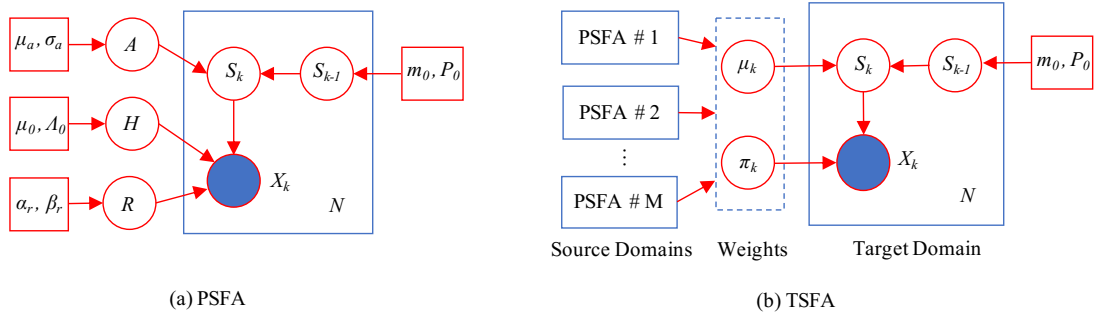 μa, σa
A
Sk
Sk-1
m0, P0
μ0, Λ0
H
αr, βr
R
Xk
N
(a) PSFA
PSFA # 1
PSFA # 2
⋮
PSFA # M
μk
πk
Sk
Sk-1
m0, P0
Xk
N
Source Domains
Weights
Target Domain
(b) TSFA